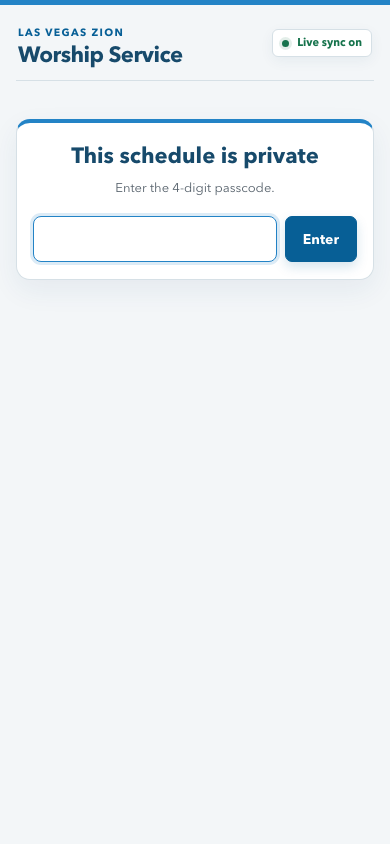 LAS VEGAS ZION
Worship Service
Live sync on
This schedule is private
Enter the 4-digit passcode.
Enter